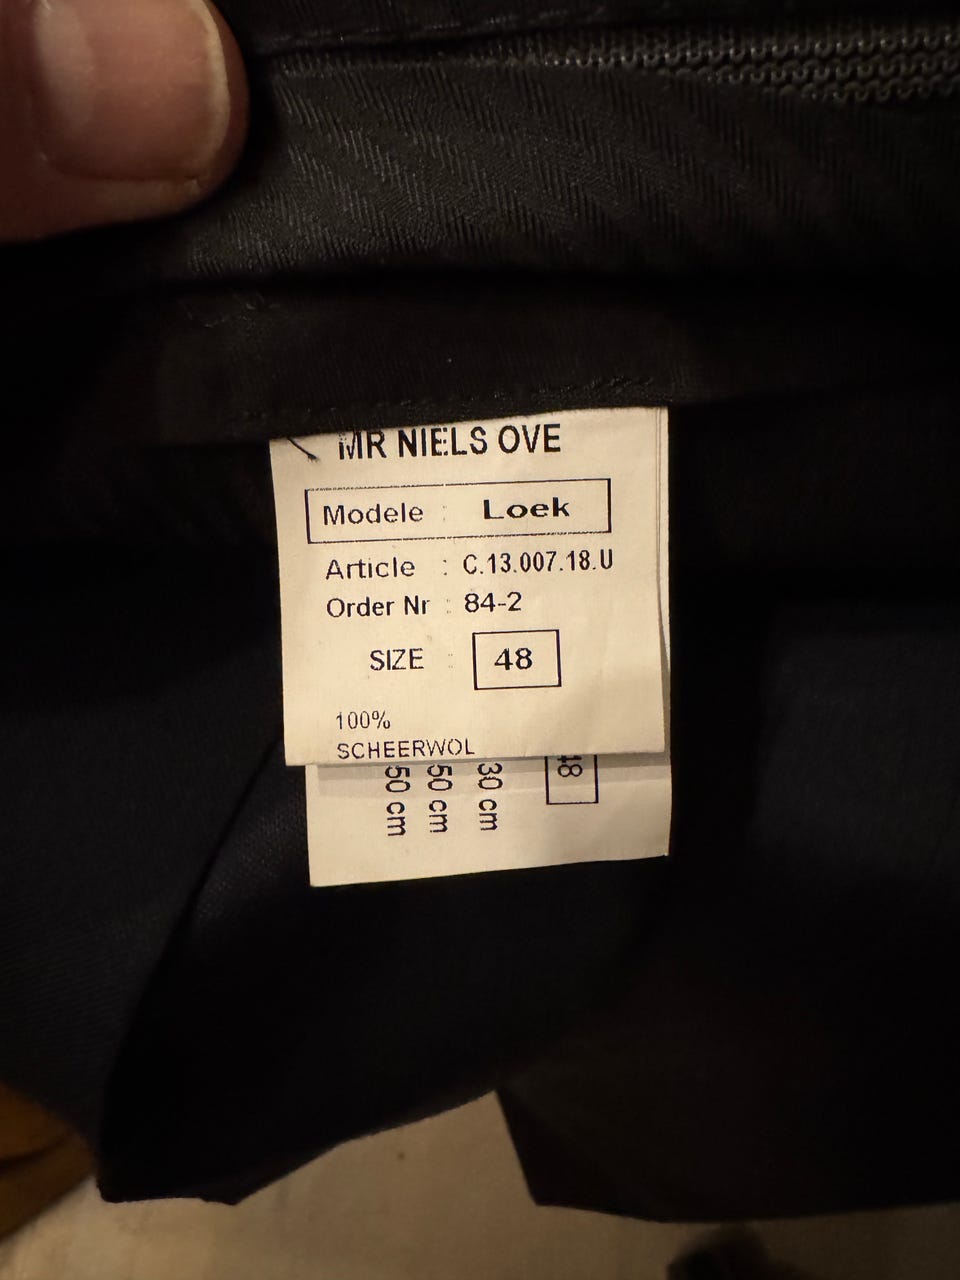 MR NIELS OVE
Modele : Loek
Article : C.13.007.18.U
Order Nr : 84-2
SIZE : 48
100%
SCHEERWOL
48
30 cm
50 cm
50 cm